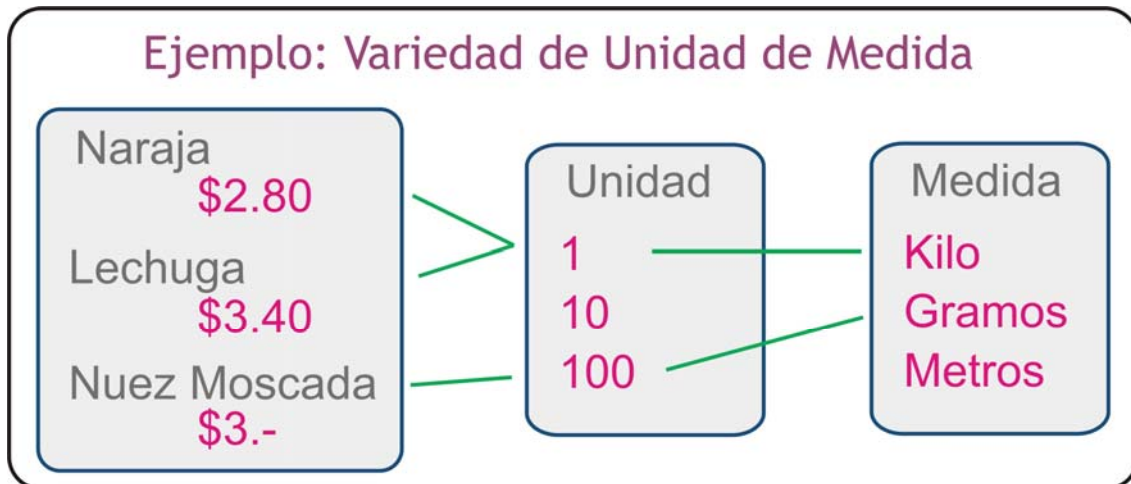 Ejemplo: Variedad de Unidad de Medida
Naraja
$2.80
Lechuga
$3.40
Nuez Moscada
$3.-
Unidad
1
10
100
Medida
Kilo
Gramos
Metros